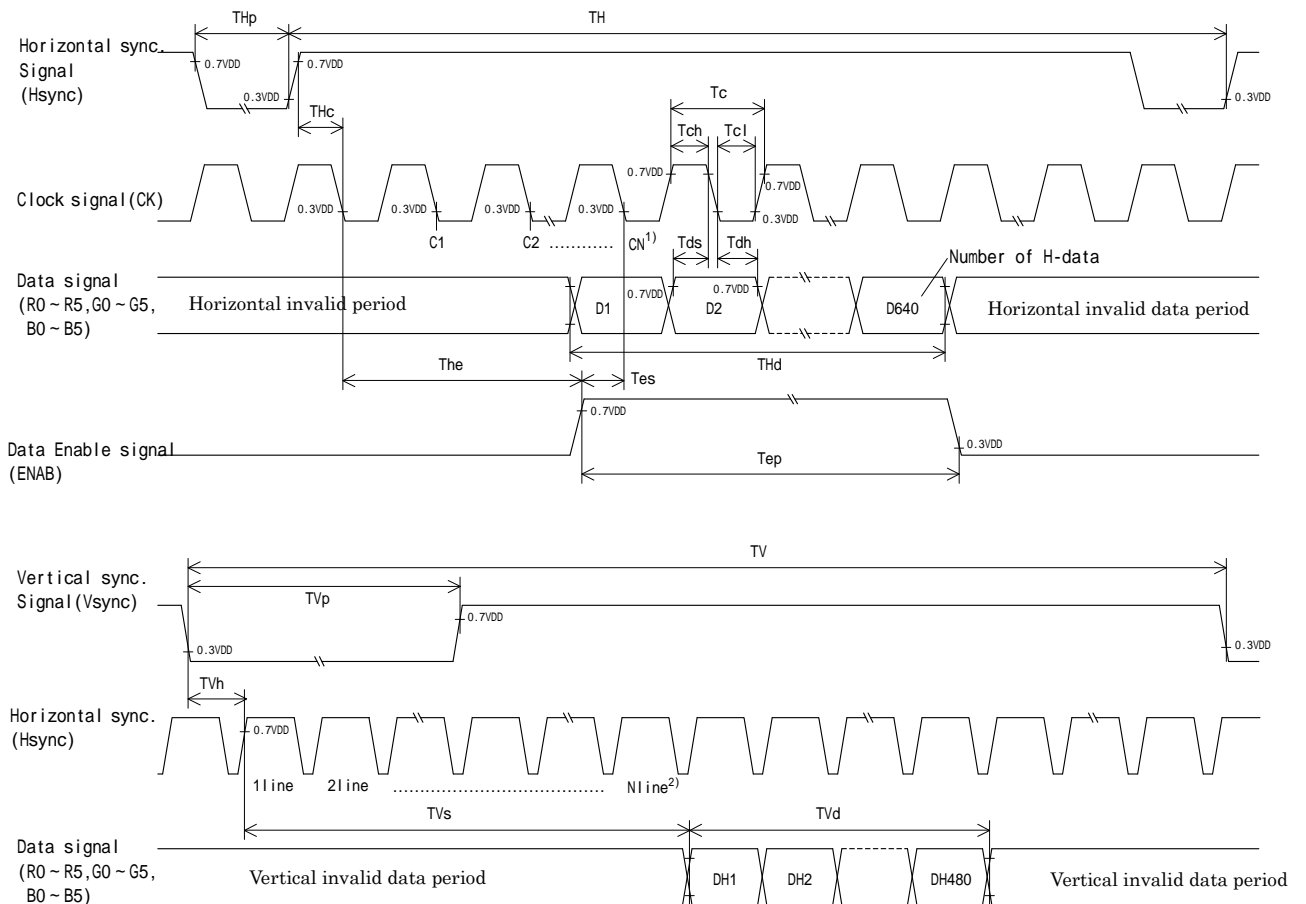 THp
TH
Horizontal sync.
Signal
(Hsync)
0.7VDD
0.7VDD
0.3VDD
0.3VDD
THc
Tc
Tch
Tcl
Clock signal(CK)
0.3VDD
0.3VDD
0.3VDD
0.3VDD
0.7VDD
0.7VDD
0.3VDD
C1
C2
............
CN1)
Tds
Tdh
Number of H-data
Data signal
(R0~R5,G0~G5,
B0~B5)
Horizontal invalid period
D1
0.7VDD
D2
0.7VDD
D640
Horizontal invalid data period
THd
The
Tes
0.7VDD
Data Enable signal
(ENAB)
0.3VDD
Tep
TV
Vertical sync.
Signal(Vsync)
TVp
0.7VDD
0.3VDD
0.3VDD
TVh
Horizontal sync.
(Hsync)
0.7VDD
1line
2line
.......................................
Nline2)
TVs
TVd
Data signal
(R0~R5,G0~G5,
B0~B5)
Vertical invalid data period
DH1
DH2
DH480
Vertical invalid data period